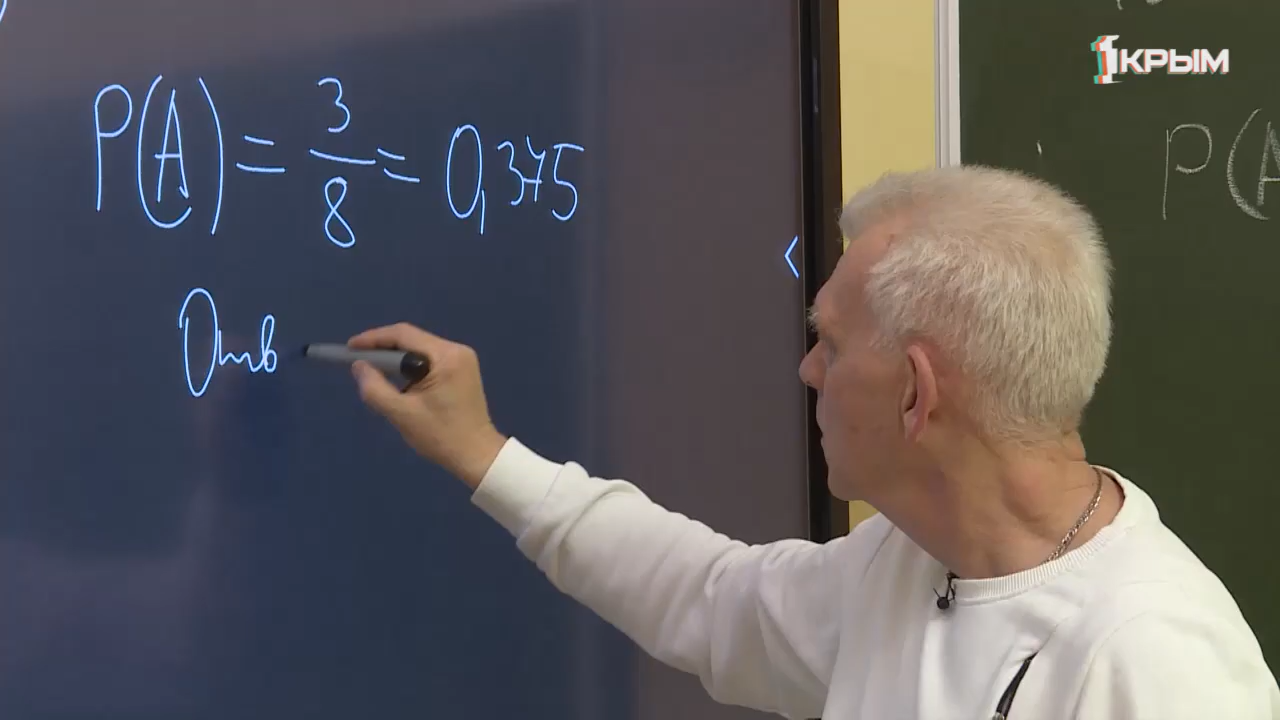 P(A) = 3/8 = 0,375
Отв
1КРЫМ
P(A